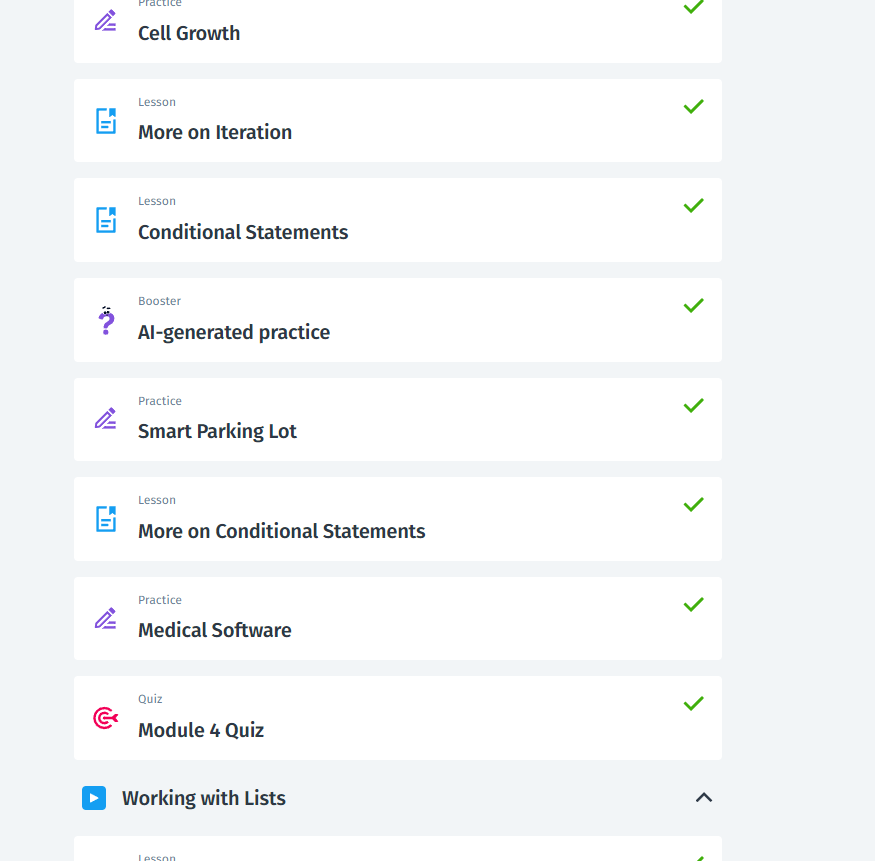 Practice
Cell Growth
Lesson
More on Iteration
Lesson
Conditional Statements
Booster
AI-generated practice
Practice
Smart Parking Lot
Lesson
More on Conditional Statements
Practice
Medical Software
Quiz
Module 4 Quiz
Working with Lists
Lesson